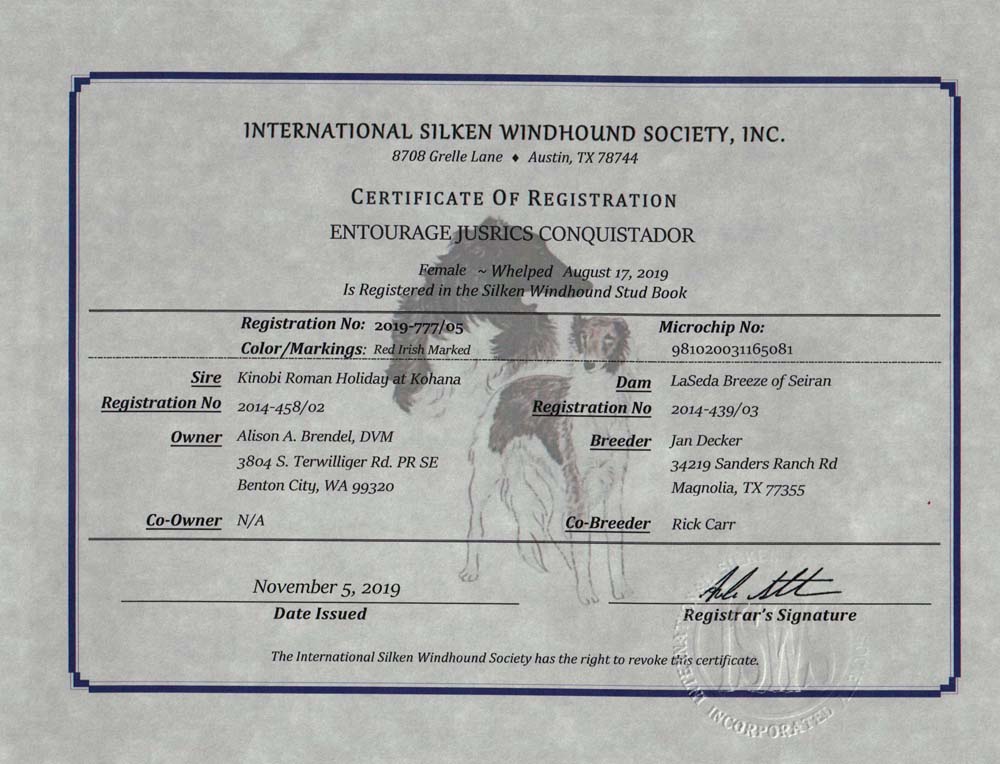 INTERNATIONAL SILKEN WINDHOUND SOCIETY, INC.
8708 Grelle Lane ♦ Austin, TX 78744
CERTIFICATE OF REGISTRATION
ENTOURAGE JUSRICS CONQUISTADOR
Female ~ Whelped August 17, 2019
Is Registered in the Silken Windhound Stud Book
Registration No: 2019-777/05 Microchip No:
Color/Markings: Red Irish Marked 981020031165081
Sire Kinobi Roman Holiday at Kohana Dam LaSeda Breeze of Seiran
Registration No 2014-458/02 Registration No 2014-439/03
Owner Alison A. Brendel, DVM Breeder Jan Decker
3804 S. Terwilliger Rd. PR SE 34219 Sanders Ranch Rd
Benton City, WA 99320 Magnolia, TX 77355
Co-Owner N/A Co-Breeder Rick Carr
November 5, 2019
Date Issued Registrar's Signature
The International Silken Windhound Society has the right to revoke this certificate.
INCORPORATED